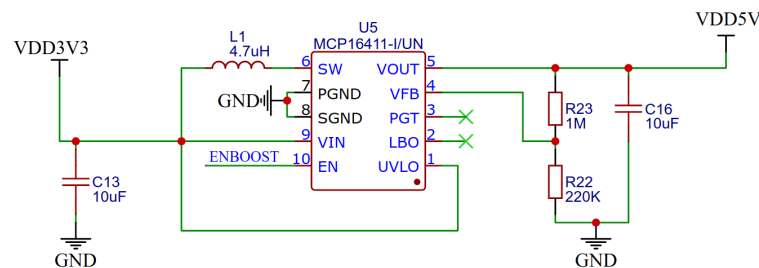 VDD5V
U5
L1
MCP16411-I/UN
VDD3V3
4.7uH
6 SW VOUT 5
7 PGND VFB 4
GND
8 SGND PGT 3
R23
1M
C16
10uF
9 VIN LBO 2
ENBOOST 10 EN UVLO 1
C13
10uF
R22
220K
GND
GND